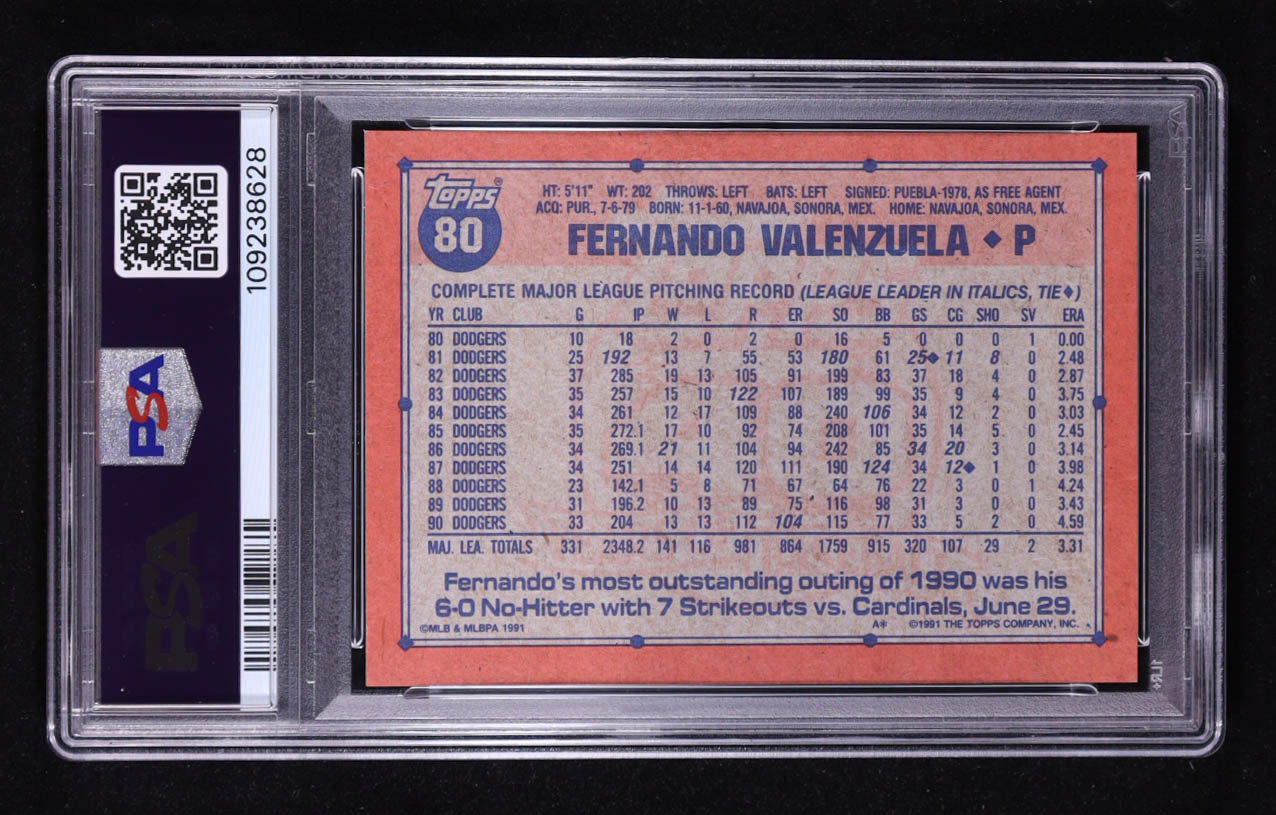 109238628
PSA
PSA
Topps®
80
HT: 5'11" WT: 202 THROWS: LEFT BATS: LEFT SIGNED: PUEBLA-1978, AS FREE AGENT
ACQ: PUR., 7-6-79 BORN: 11-1-60, NAVAJOA, SONORA, MEX. HOME: NAVAJOA, SONORA, MEX.
FERNANDO VALENZUELA ◆ P
COMPLETE MAJOR LEAGUE PITCHING RECORD (LEAGUE LEADER IN ITALICS, TIE◆)
YR CLUB G IP W L R ER SO BB GS CG SHO SV ERA
80 DODGERS 10 18 2 0 2 0 16 5 0 0 0 1 0.00
81 DODGERS 25 192 13 7 55 53 180 61 25◆ 11 8 0 2.48
82 DODGERS 37 285 19 13 105 91 199 83 37 18 4 0 2.87
83 DODGERS 35 257 15 10 122 107 189 99 35 9 4 0 3.75
84 DODGERS 34 261 12 17 109 88 240 106 34 12 2 0 3.03
85 DODGERS 35 272.1 17 10 92 74 208 101 35 14 5 0 2.45
86 DODGERS 34 269.1 21 11 104 94 242 85 34 20 3 0 3.14
87 DODGERS 34 251 14 14 120 111 190 124 34 12◆ 1 0 3.98
88 DODGERS 23 142.1 5 8 71 67 64 76 22 3 0 1 4.24
89 DODGERS 31 196.2 10 13 89 75 116 98 31 3 0 0 3.43
90 DODGERS 33 204 13 13 112 104 115 77 33 5 2 0 4.59
MAJ. LEA. TOTALS 331 2348.2 141 116 981 864 1759 915 320 107 29 2 3.31
Fernando's most outstanding outing of 1990 was his
6-0 No-Hitter with 7 Strikeouts vs. Cardinals, June 29.
©MLB & MLBPA 1991 A* ©1991 THE TOPPS COMPANY, INC.
PSA